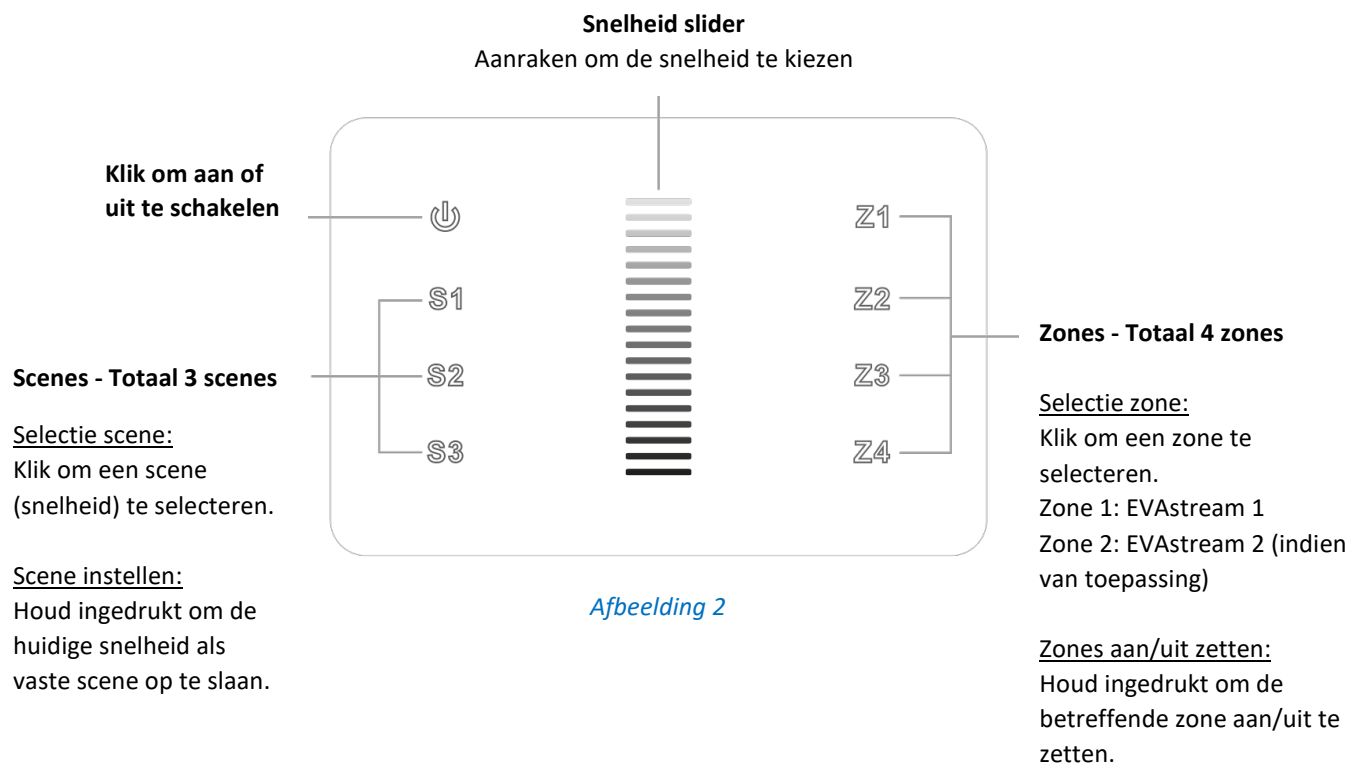 Snelheid slider
Aanraken om de snelheid te kiezen
Klik om aan of
uit te schakelen
S1
S2
S3
Scenes - Totaal 3 scenes
Selectie scene:
Klik om een scene
(snelheid) te selecteren.
Scene instellen:
Houd ingedrukt om de
huidige snelheid als
vaste scene op te slaan.
Z1
Z2
Z3
Z4
Zones - Totaal 4 zones
Selectie zone:
Klik om een zone te
selecteren.
Zone 1: EVAstream 1
Zone 2: EVAstream 2 (indien
van toepassing)
Zones aan/uit zetten:
Houd ingedrukt om de
betreffende zone aan/uit te
zetten.
Afbeelding 2